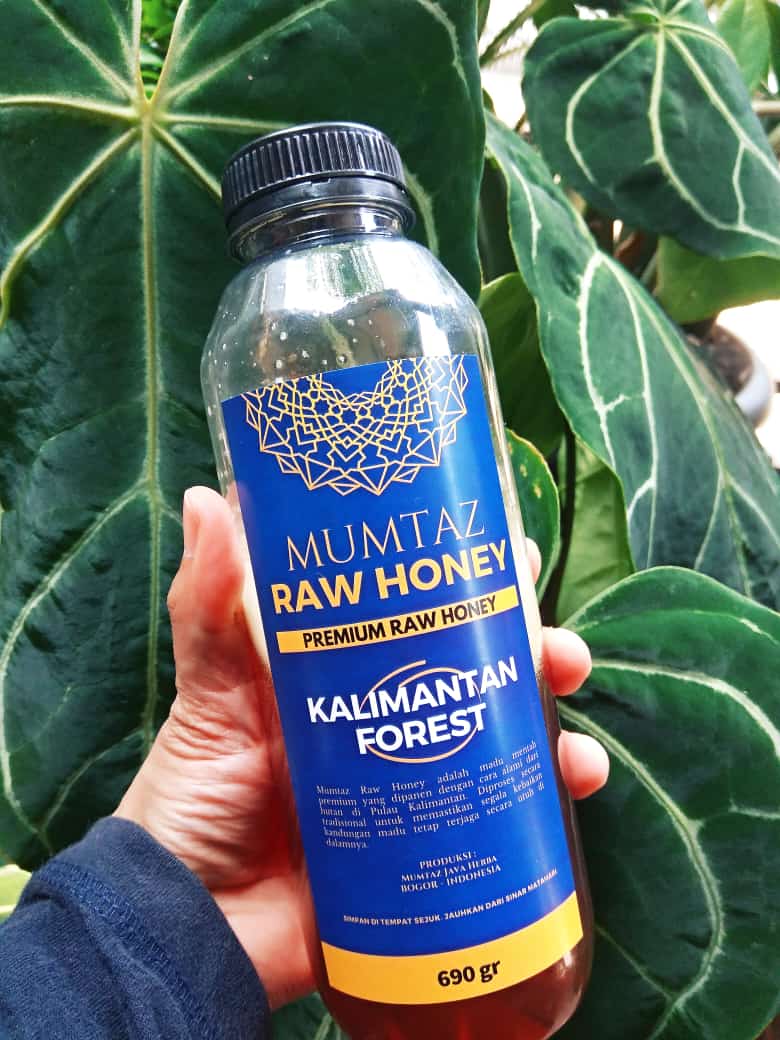 MUMTAZ
RAW HONEY
PREMIUM RAW HONEY
KALIMANTAN
FOREST
Mumtaz Raw Honey adalah madu mentah
premium yang dipanen dengan cara alami dari
hutan di Pulau Kalimantan. Diproses secara
tradisional untuk memastikan segala kebaikan
kandungan madu tetap terjaga secara utuh di
dalamnya.
PRODUKSI :
MUMTAZ JAVA HERBA
BOGOR - INDONESIA
SIMPAN DI TEMPAT SEJUK. JAUHKAN DARI SINAR MATAHARI
690 gr